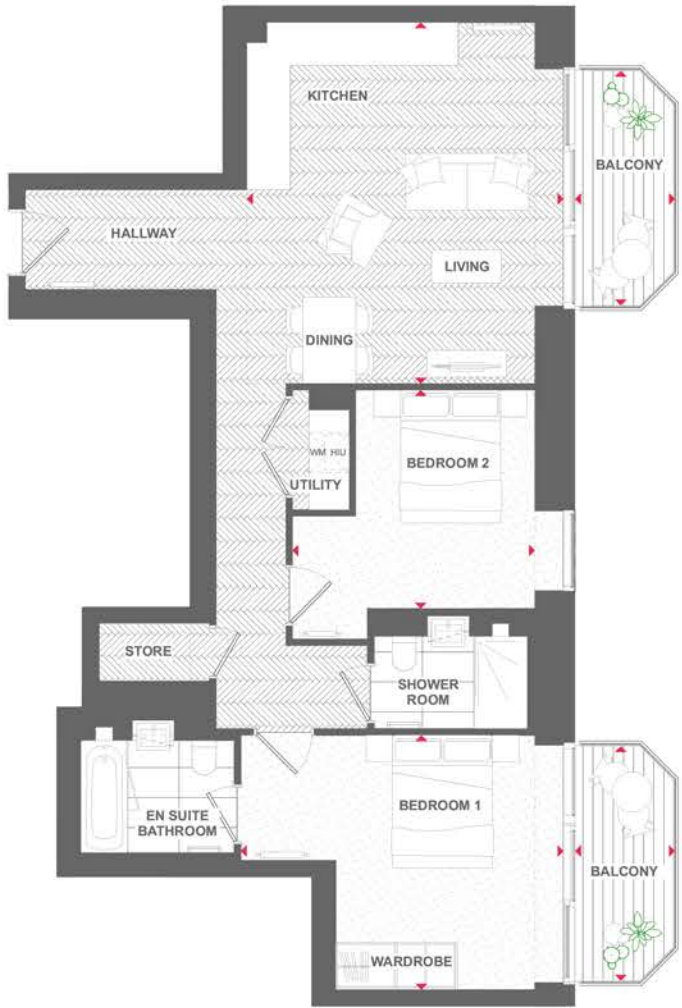 KITCHEN
BALCONY
HALLWAY
LIVING
DINING
BEDROOM 2
WM HIU
UTILITY
STORE
SHOWER
ROOM
BEDROOM 1
EN SUITE
BATHROOM
BALCONY
WARDROBE